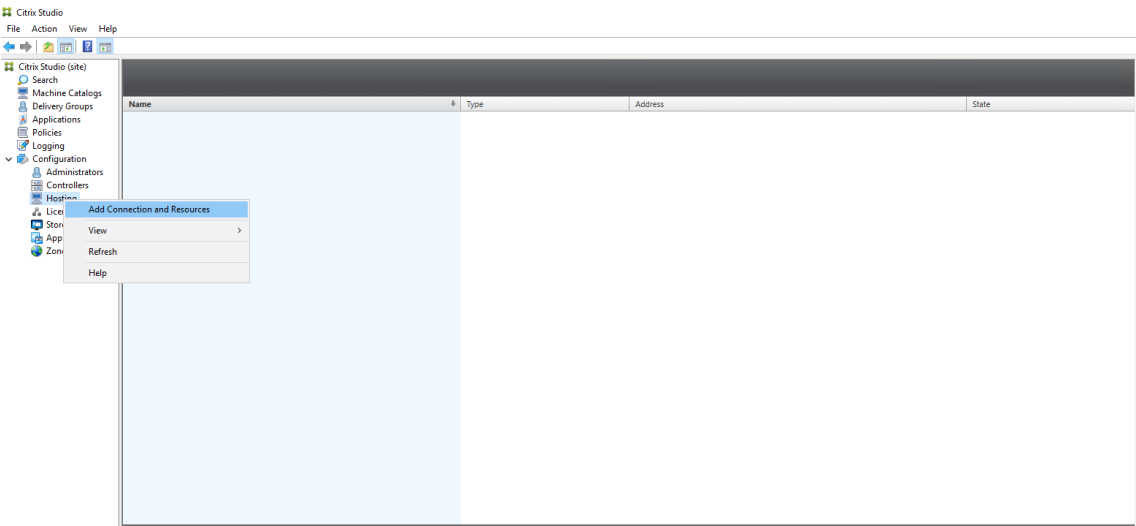 Citrix Studio
File Action View Help
Citrix Studio (site)
Search
Machine Catalogs
Delivery Groups
Applications
Policies
Logging
Configuration
Administrators
Controllers
Hosting
Name Type Address State
Add Connection and Resources
View
Refresh
Help